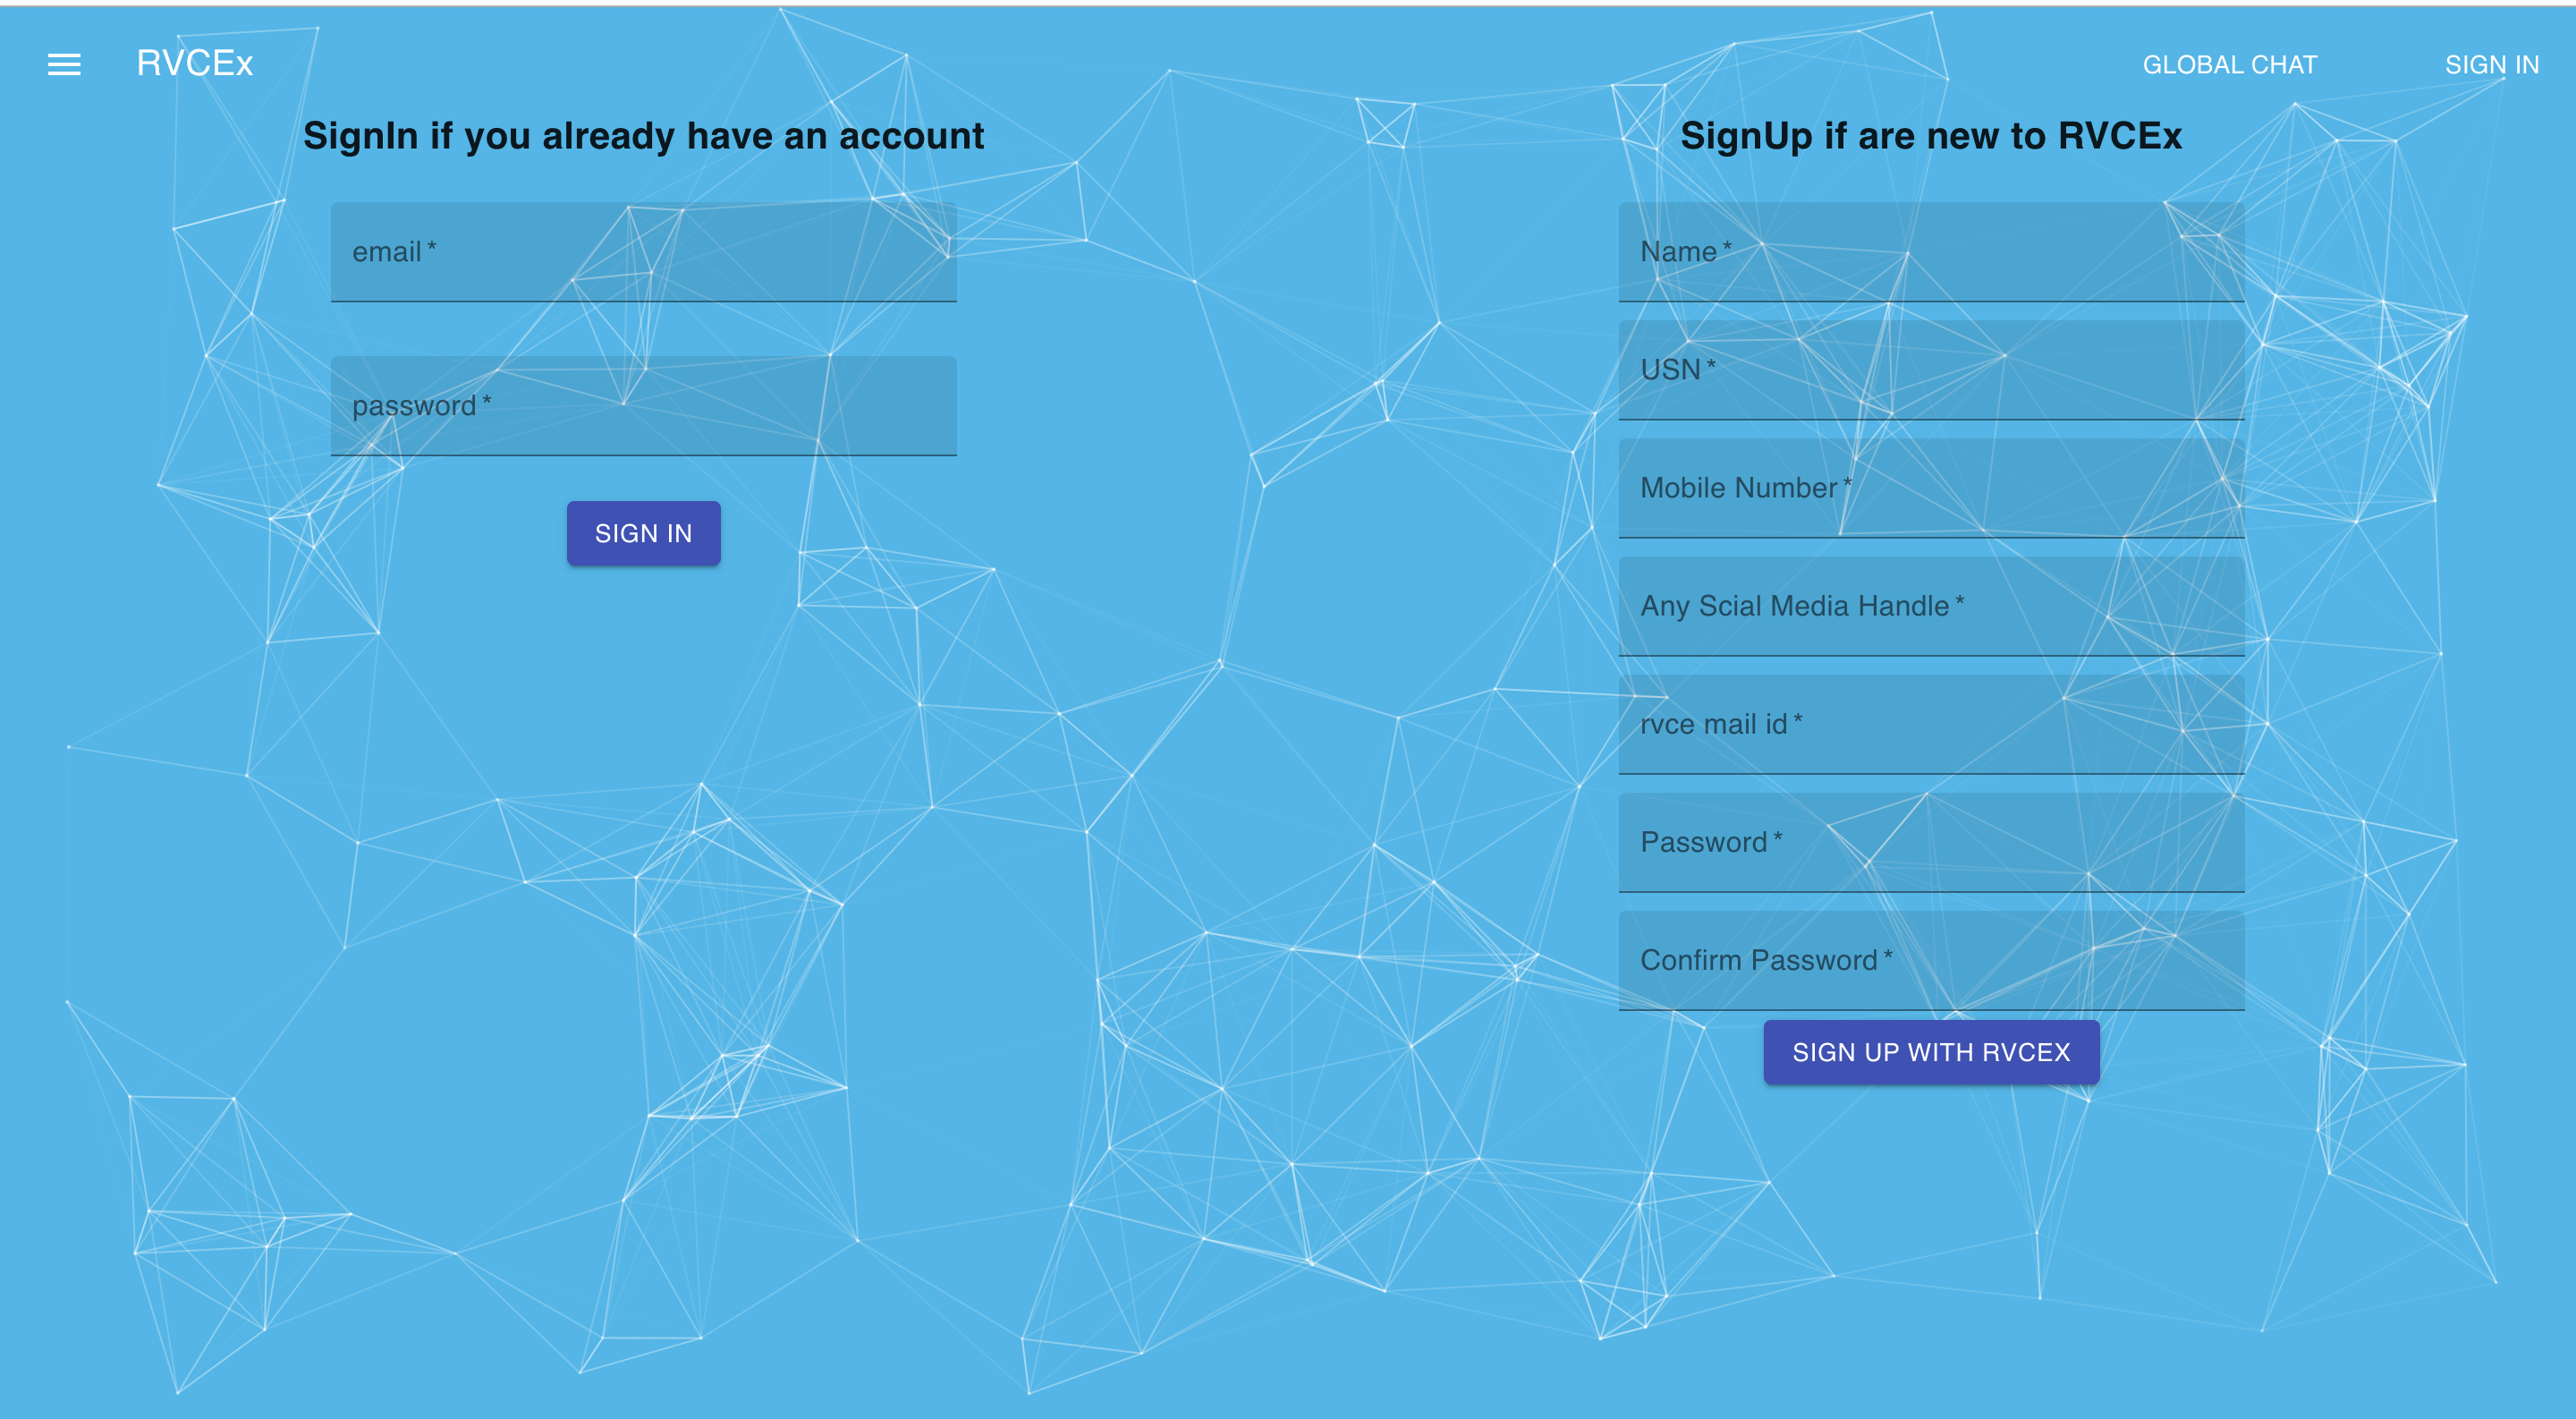 RVCEx
GLOBAL CHAT
SIGN IN
SignIn if you already have an account
email *
password *
SIGN IN
SignUp if are new to RVCEx
Name *
USN *
Mobile Number *
Any Scial Media Handle *
rvce mail id *
Password *
Confirm Password *
SIGN UP WITH RVCEX